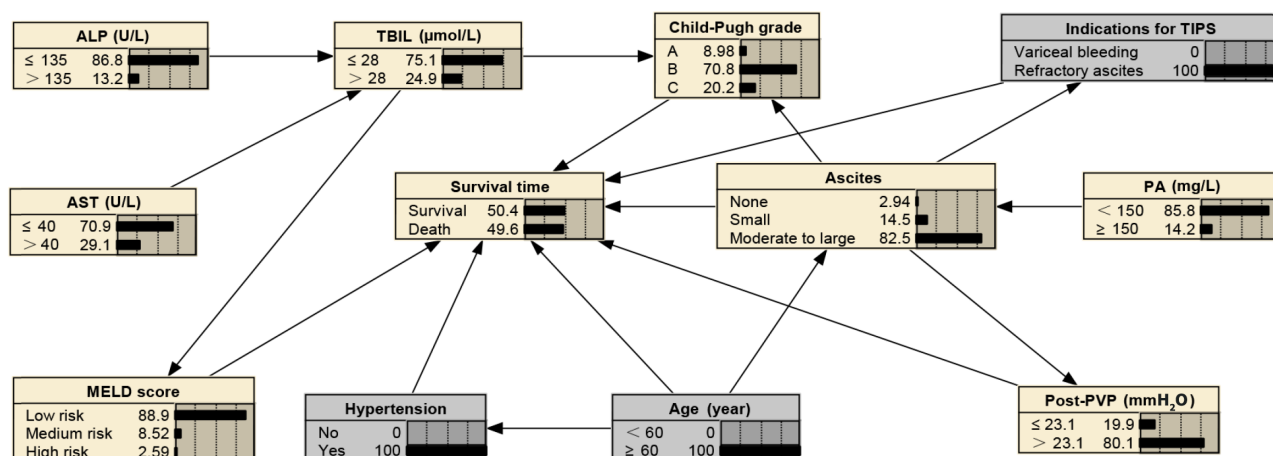 ALP (U/L)
≤ 135 86.8
> 135 13.2
TBIL (μmol/L)
≤ 28 75.1
> 28 24.9
Child-Pugh grade
A 8.98
B 70.8
C 20.2
Indications for TIPS
Variceal bleeding 0
Refractory ascites 100
AST (U/L)
≤ 40 70.9
> 40 29.1
Survival time
Survival 50.4
Death 49.6
Ascites
None 2.94
Small 14.5
Moderate to large 82.5
PA (mg/L)
< 150 85.8
≥ 150 14.2
MELD score
Low risk 88.9
Medium risk 8.52
High risk 2.59
Hypertension
No 0
Yes 100
Age (year)
< 60 0
≥ 60 100
Post-PVP (mmH₂O)
≤ 23.1 19.9
> 23.1 80.1